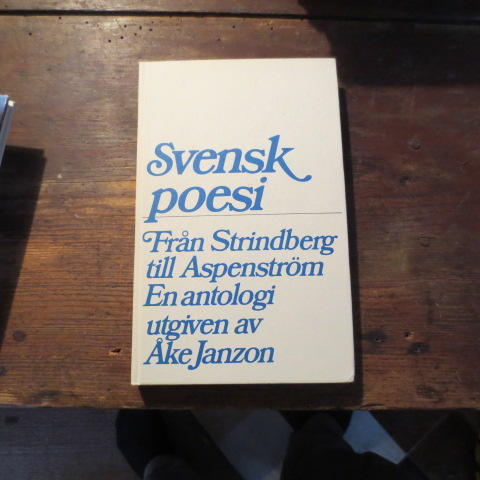 Svensk
poesi
Från Strindberg
till Aspenström
En antologi
utgiven av
Åke Janzon